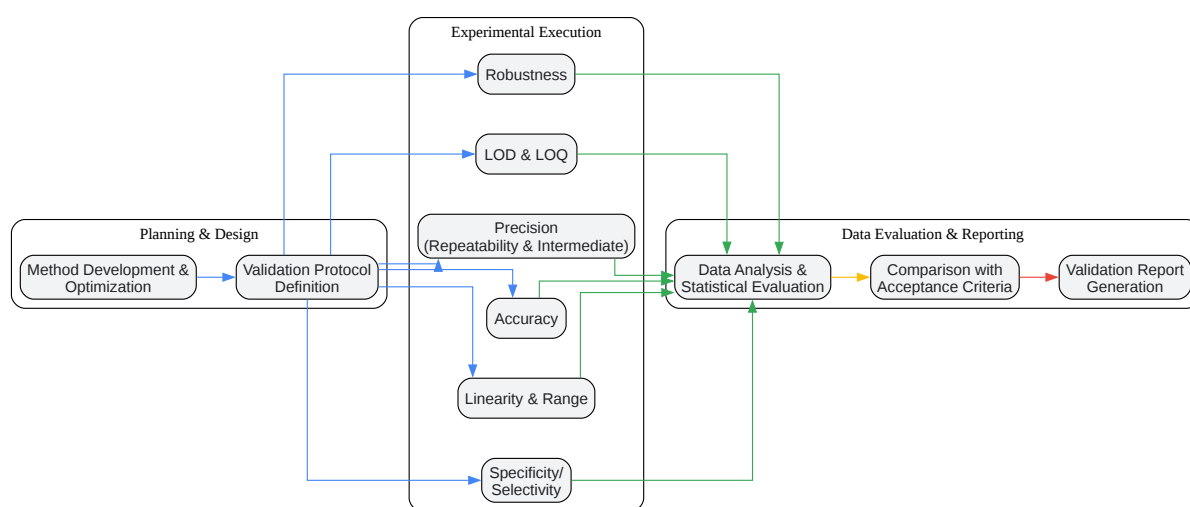 Experimental Execution
Robustness
LOD & LOQ
Precision
(Repeatability & Intermediate)
Accuracy
Linearity & Range
Specificity/
Selectivity
Planning & Design
Method Development &
Optimization
Validation Protocol
Definition
Data Evaluation & Reporting
Data Analysis &
Statistical Evaluation
Comparison with
Acceptance Criteria
Validation Report
Generation